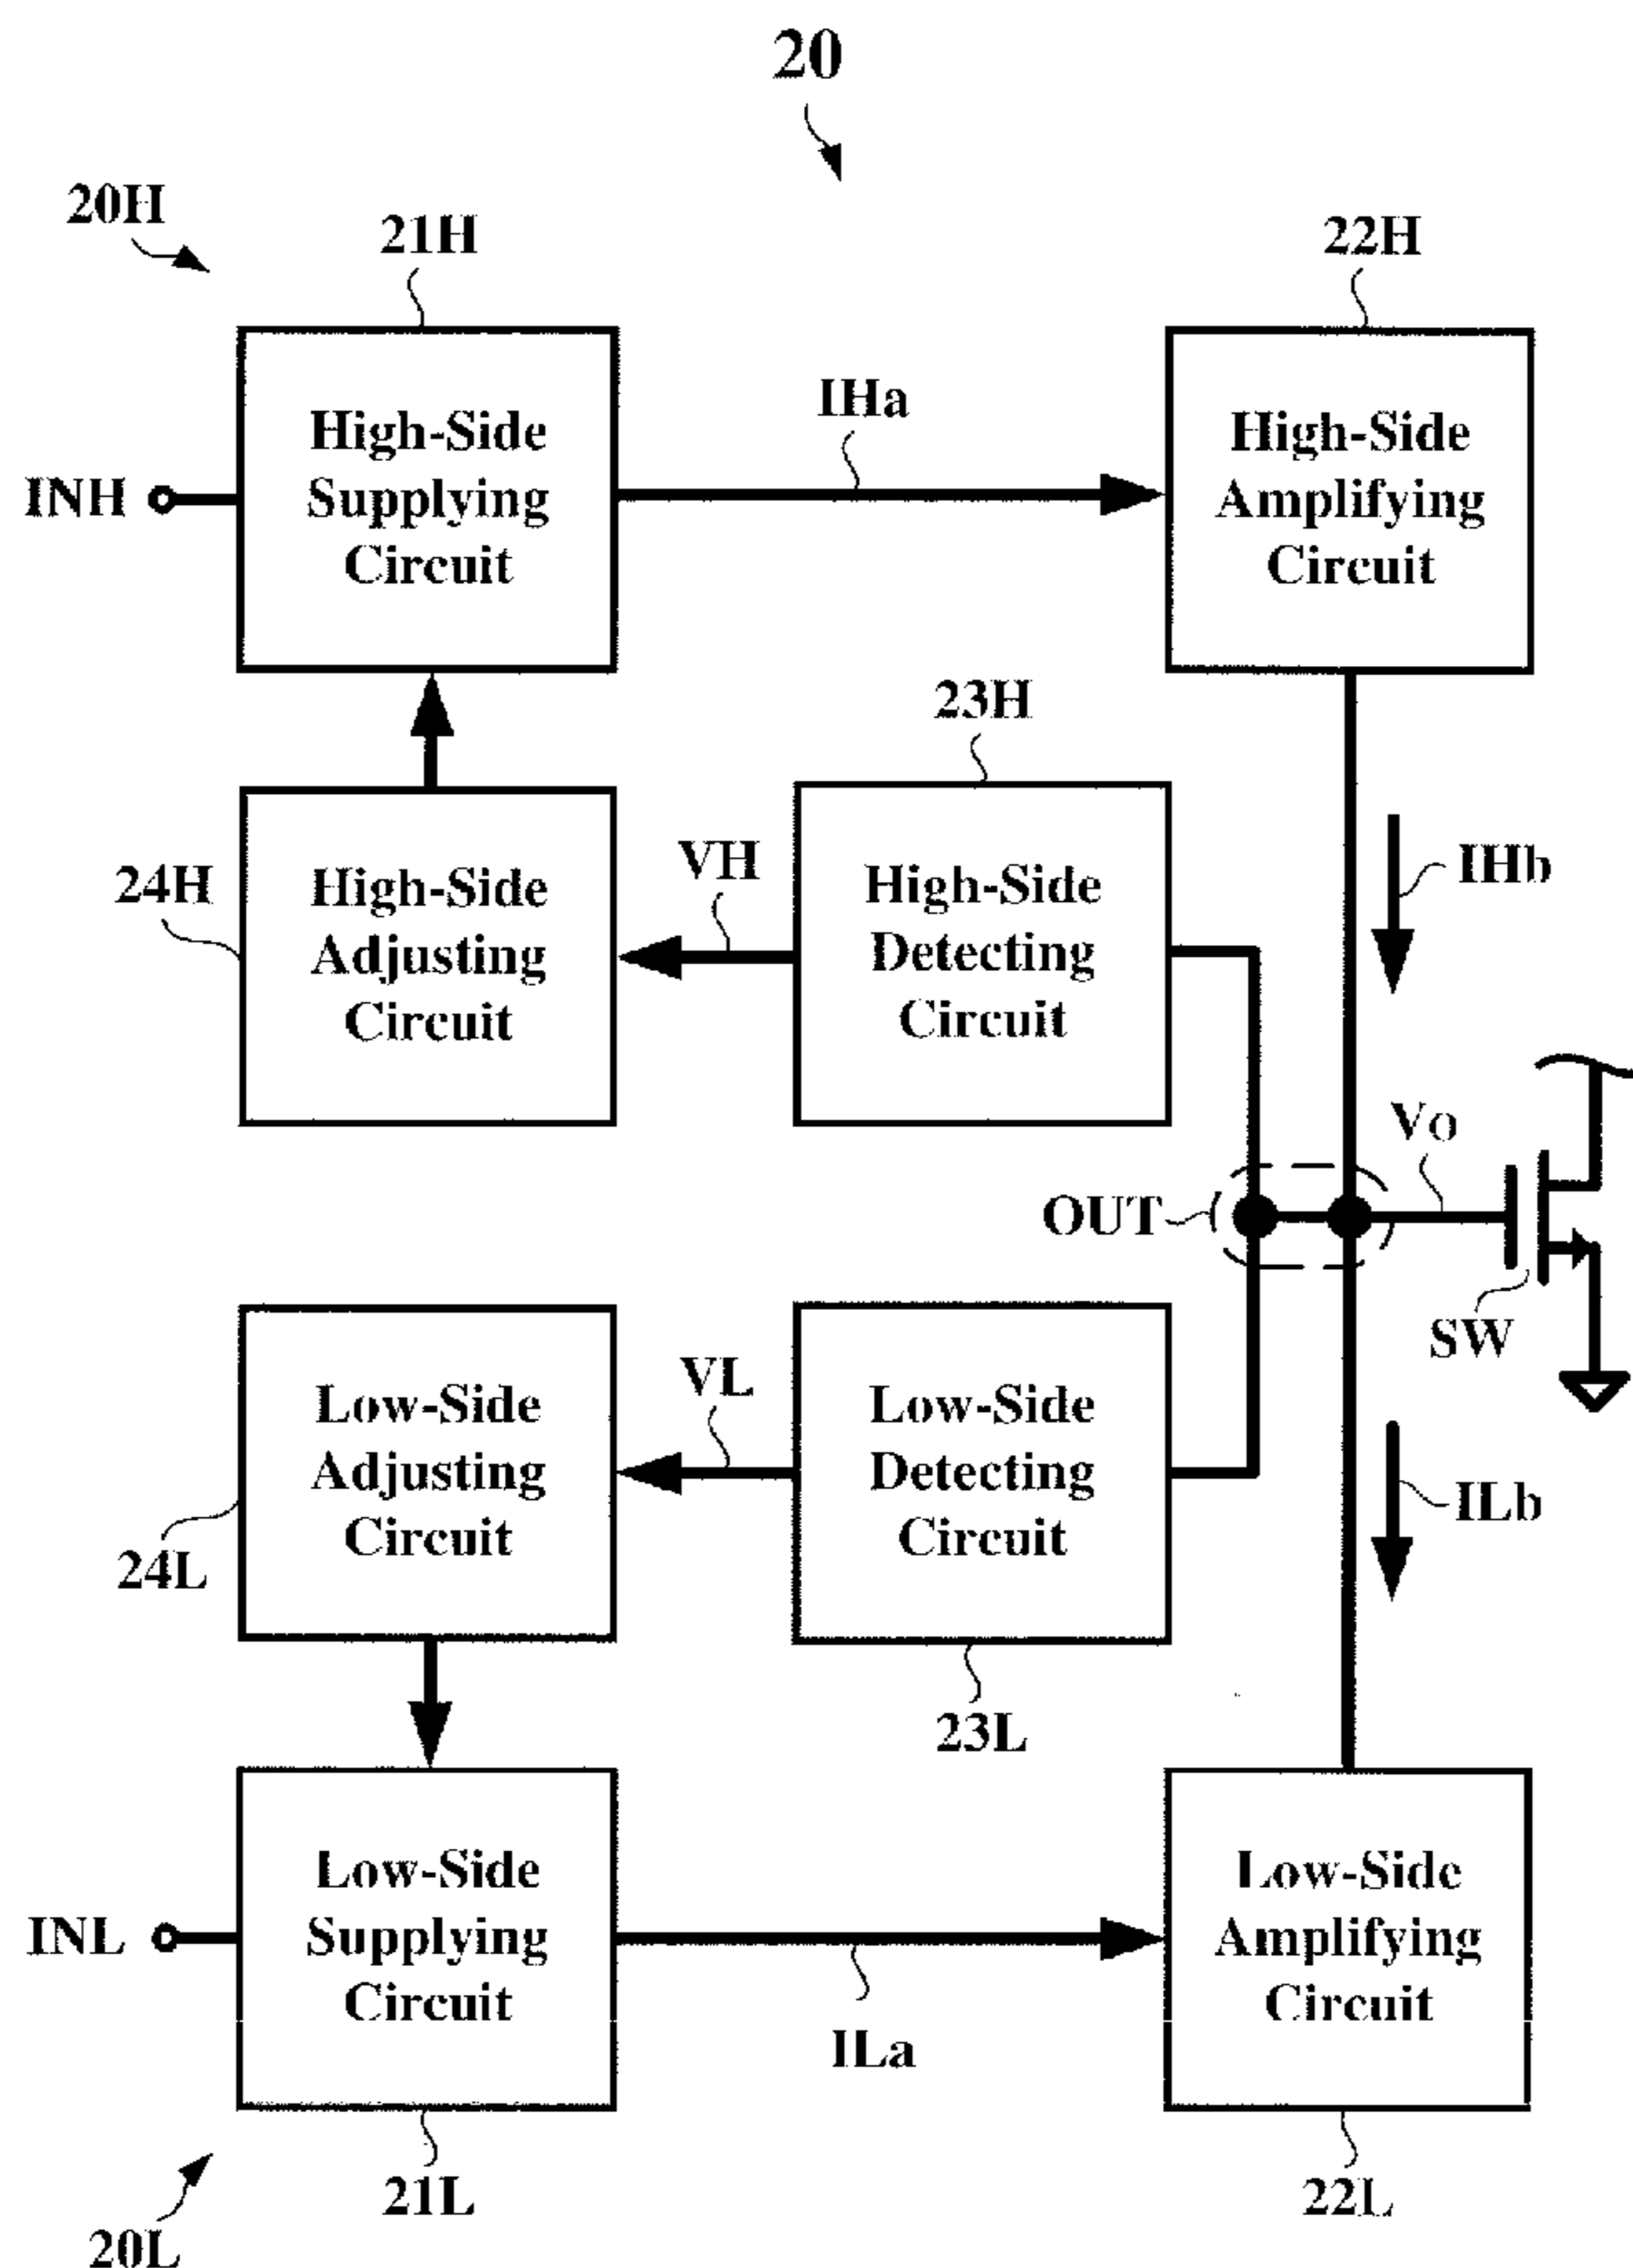 20
20H
21H
22H
High-Side
Supplying
Circuit
IHa
High-Side
Amplifying
Circuit
INH
23H
24H
High-Side
Adjusting
Circuit
VH
High-Side
Detecting
Circuit
IHb
Vo
OUT
SW
Low-Side
Adjusting
Circuit
VL
Low-Side
Detecting
Circuit
ILb
24L
23L
INL
Low-Side
Supplying
Circuit
ILa
Low-Side
Amplifying
Circuit
21L
22L
20L